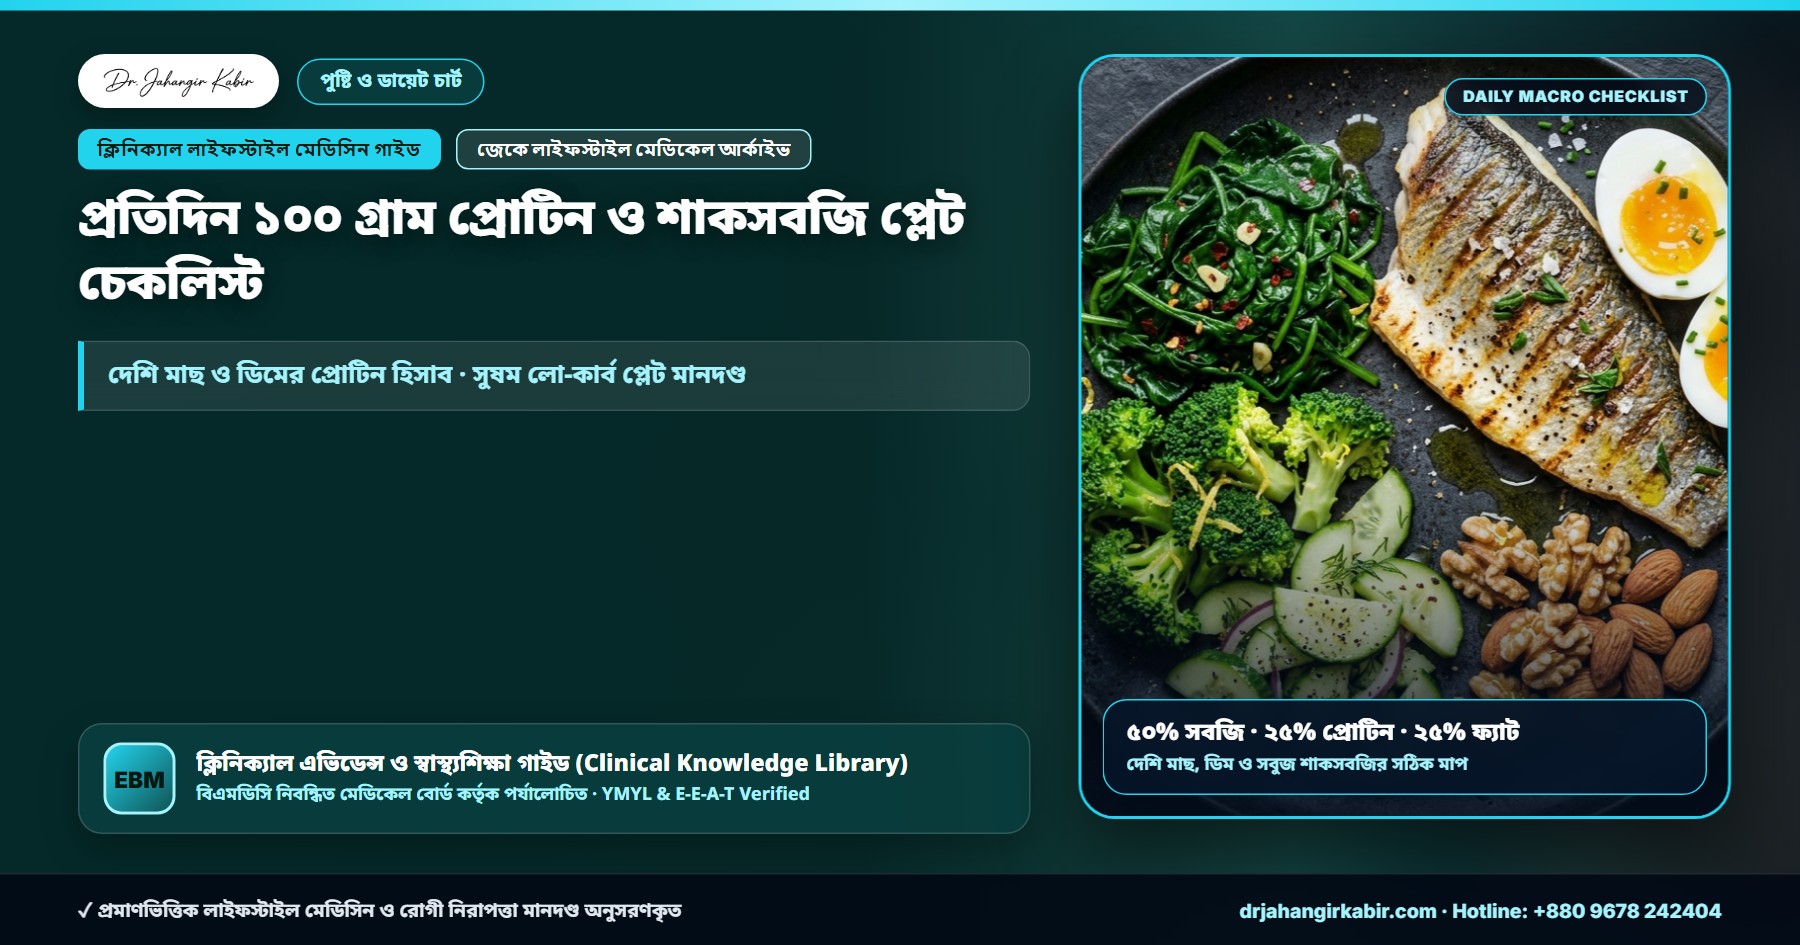 Dr. Jahangir Kabir
পুষ্টি ও ডায়েট চার্ট
ক্লিনিক্যাল লাইফস্টাইল মেডিসিন গাইড
জেকে লাইফস্টাইল মেডিকেল আর্কাইভ
প্রতিদিন ১০০ গ্রাম প্রোটিন ও শাকসবজি প্লেট
চেকলিস্ট
দেশি মাছ ও ডিমের প্রোটিন হিসাব · সুষম লো-কার্ব প্লেট মানদণ্ড
EBM
ক্লিনিক্যাল এভিডেন্স ও স্বাস্থ্যশিক্ষা গাইড (Clinical Knowledge Library)
বিএমডিসি নিবন্ধিত মেডিকেল বোর্ড কর্তৃক পর্যালোচিত · YMYL & E-E-A-T Verified
DAILY MACRO CHECKLIST
৫০% সবজি · ২৫% প্রোটিন · ২৫% ফ্যাট
দেশি মাছ, ডিম ও সবুজ শাকসবজির সঠিক মাপ
✓ প্রমাণভিত্তিক লাইফস্টাইল মেডিসিন ও রোগী নিরাপত্তা মানদণ্ড অনুসরণকৃত
drjahangirkabir.com · Hotline: +880 9678 242404